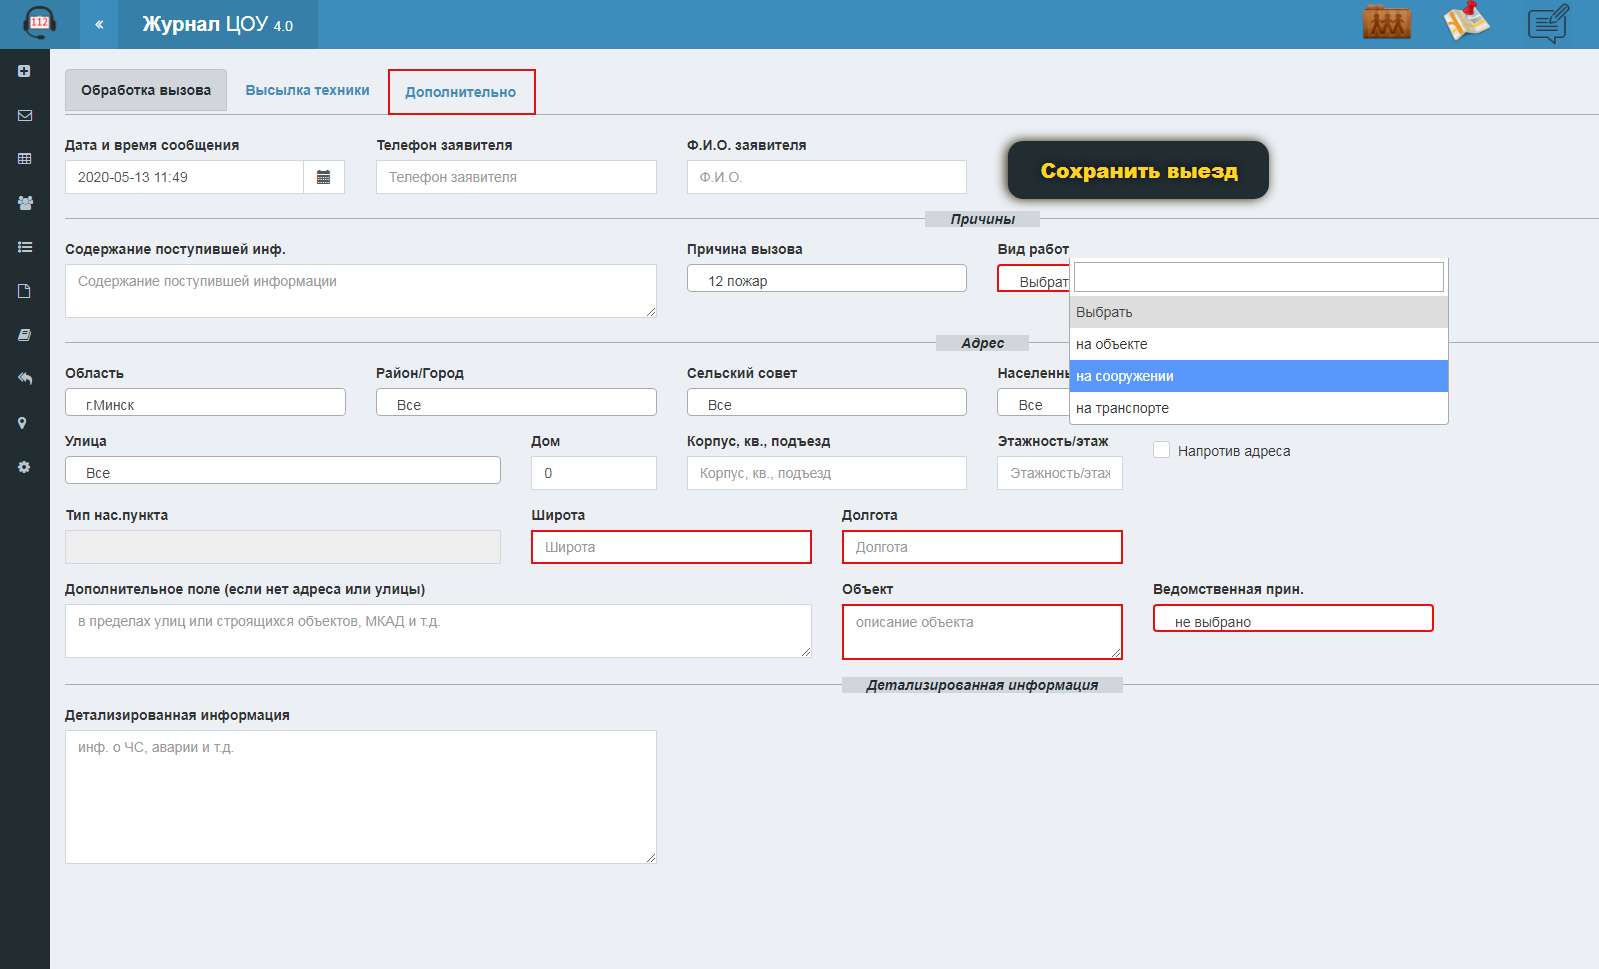 112
«
Журнал ЦОУ 4.0
Обработка вызова
Высылка техники
Дополнительно
Дата и время сообщения
Телефон заявителя
Ф.И.О. заявителя
2020-05-13 11:49
Телефон заявителя
Ф.И.О.
Сохранить выезд
Причины
Содержание поступившей инф.
Причина вызова
Вид работ
Содержание поступившей информации
12 пожар
Выбрат
Выбрать
на объекте
на сооружении
на транспорте
Адрес
Область
Район/Город
Сельский совет
Населенны
г.Минск
Все
Все
Все
Улица
Дом
Корпус, кв., подъезд
Этажность/этаж
Напротив адреса
Все
0
Корпус, кв., подъезд
Этажность/этаж
Тип нас.пункта
Широта
Долгота
Широта
Долгота
Дополнительное поле (если нет адреса или улицы)
Объект
Ведомственная прин.
в пределах улиц или строящихся объектов, МКАД и т.д.
описание объекта
не выбрано
Детализированная информация
Детализированная информация
инф. о ЧС, аварии и т.д.